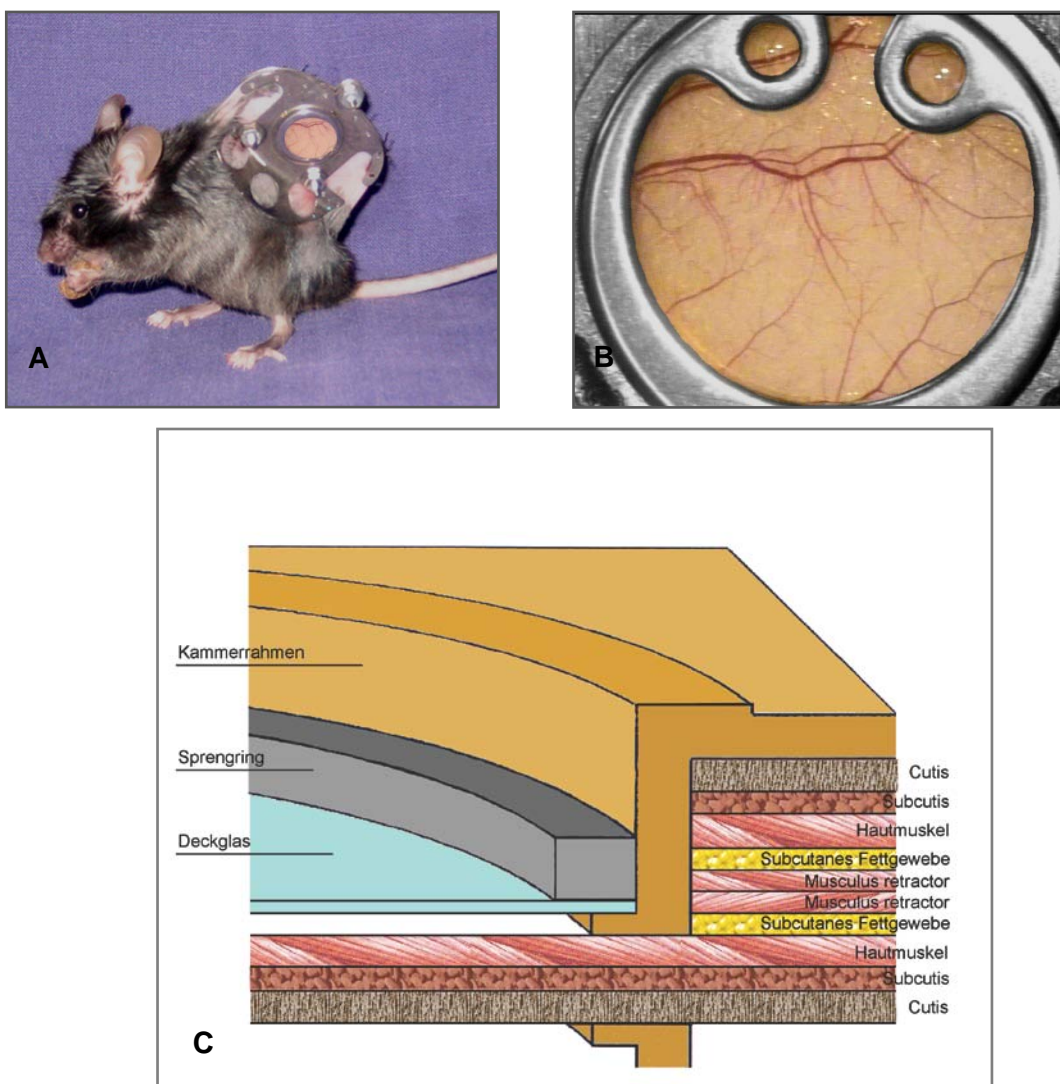 A
B
Kammerrahmen
Sprengring
Deckglas
Cutis
Subcutis
Hautmuskel
Subcutanes Fettgewebe
Musculus retractor
Musculus retractor
Subcutanes Fettgewebe
Hautmuskel
Subcutis
Cutis
C